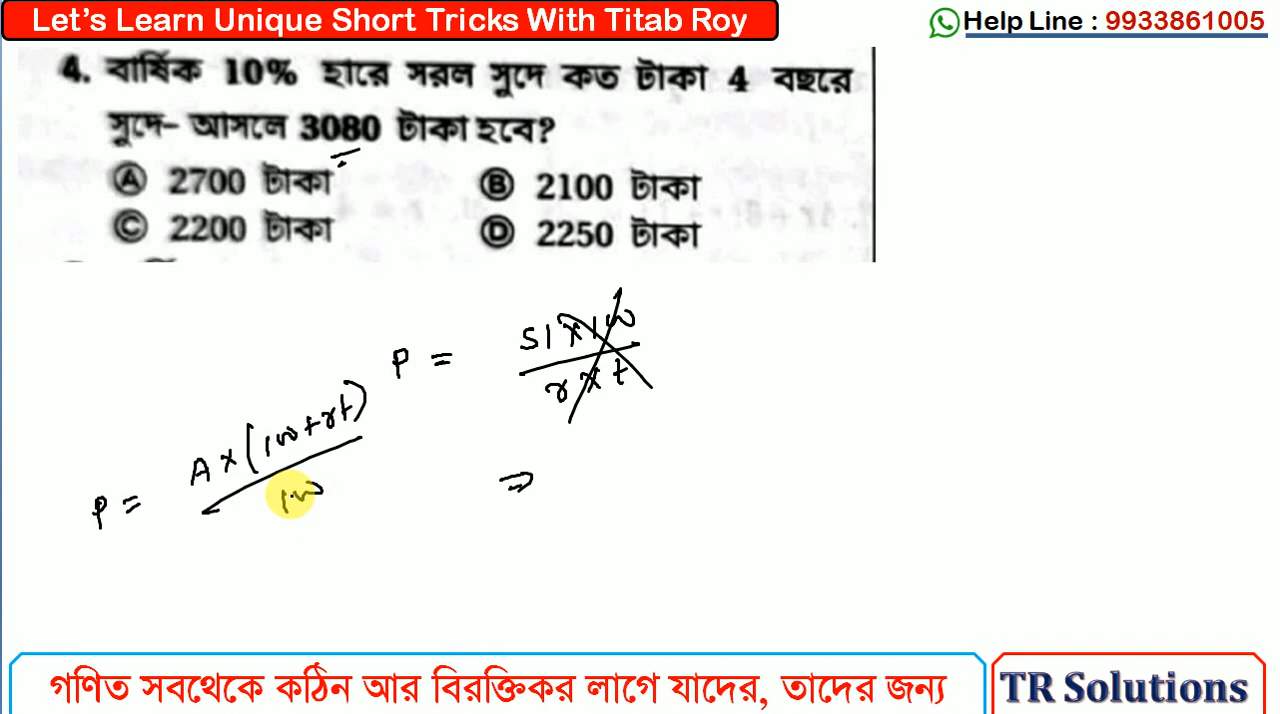 Let's Learn Unique Short Tricks With Titab Roy
Help Line : 9933861005
4. বার্ষিক 10% হারে সরল সুদে কত টাকা 4 বছরে
সুদে- আসলে 3080 টাকা হবে?
Ⓐ 2700 টাকা Ⓑ 2100 টাকা
Ⓒ 2200 টাকা Ⓓ 2250 টাকা
P = SI x 100
r x t
P = A x (100+rt)
100
⇒
গণিত সবথেকে কঠিন আর বিরক্তিকর লাগে যাদের, তাদের জন্য
TR Solutions